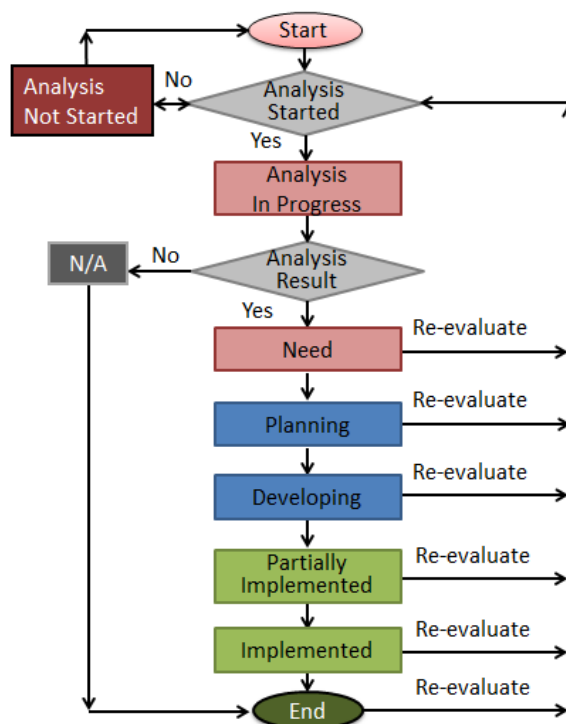 Start
Analysis
Not Started
No
Analysis
Started
Yes
Analysis
In Progress
N/A
No
Analysis
Result
Yes
Need
Re-evaluate
Planning
Re-evaluate
Developing
Re-evaluate
Partially
Implemented
Re-evaluate
Implemented
Re-evaluate
End
Re-evaluate